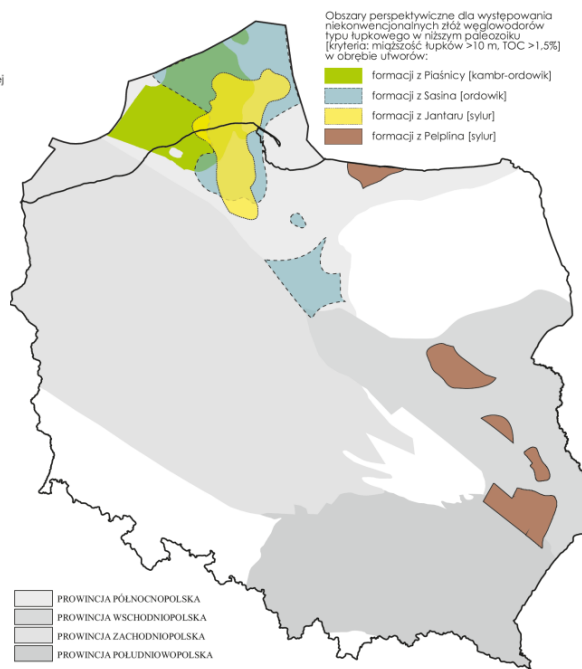 Obszary perspektywiczne dla występowania
niekonwencjonalnych złóż węglowodorów
typu łupkowego w niższym paleozoiku
[kryteria: miąższość łupków >10 m, TOC >1,5%]
w obrębie utworów:
ej
formacji z Piaśnicy [kambr-ordowik]
formacji z Sasina [ordowik]
formacji z Jantaru [sylur]
formacji z Pelplina [sylur]
PROWINCJA PÓŁNOCNOPOLSKA
PROWINCJA WSCHODNIOPOLSKA
PROWINCJA ZACHODNIOPOLSKA
PROWINCJA POŁUDNIOWOPOLSKA